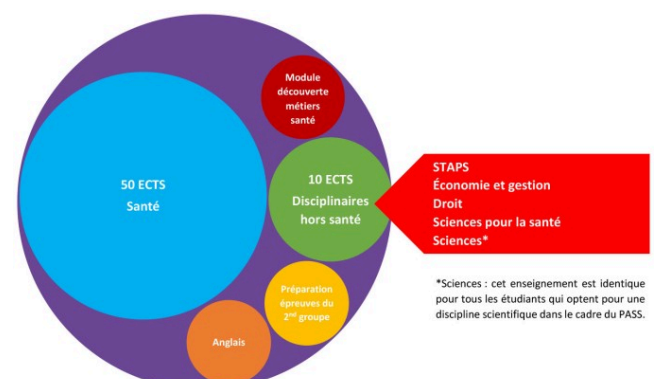 Module
découverte
métiers
santé
50 ECTS
Santé
10 ECTS
Disciplinaires
hors santé
STAPS
Économie et gestion
Droit
Sciences pour la santé
Sciences*
*Sciences : cet enseignement est identique
pour tous les étudiants qui optent pour une
discipline scientifique dans le cadre du PASS.
Préparation
épreuves du
2nd groupe
Anglais